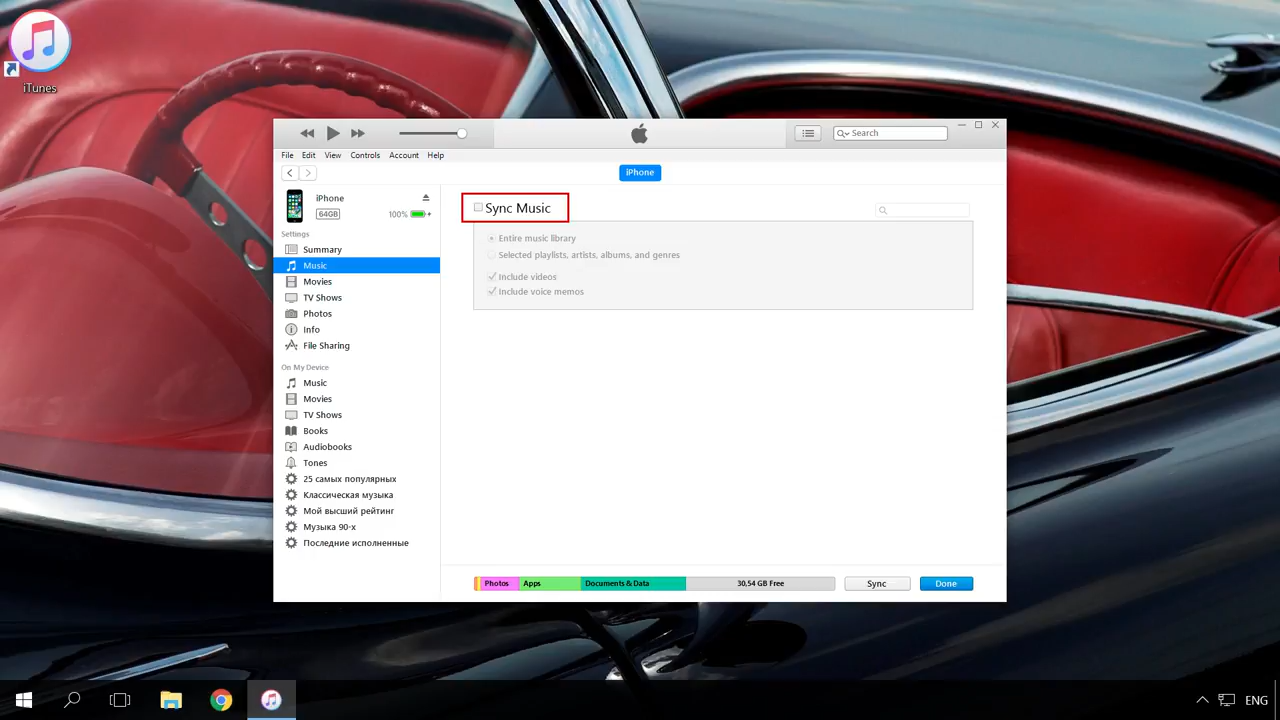 iTunes
Search
File Edit View Controls Account Help
iPhone
iPhone
64GB 100%
Settings
Summary
Music
Movies
TV Shows
Photos
Info
File Sharing
On My Device
Music
Movies
TV Shows
Books
Audiobooks
Tones
25 самых популярных
Классическая музыка
Мой высший рейтинг
Музыка 90-х
Последние исполненные
Sync Music
Entire music library
Selected playlists, artists, albums, and genres
Include videos
Include voice memos
Photos Apps Documents & Data 30,54 GB Free Sync Done
ENG